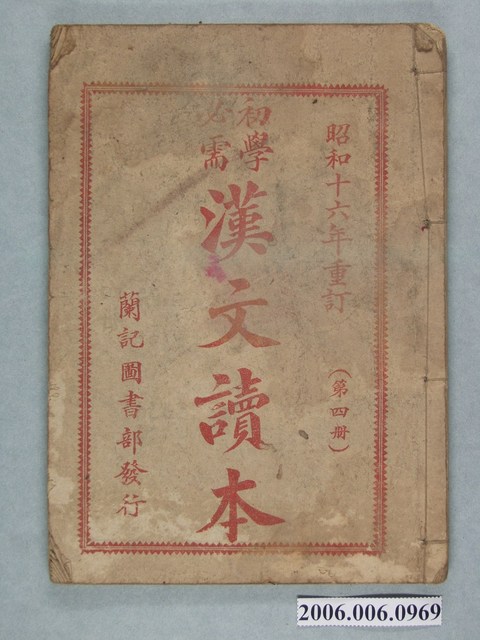 昭和十六年重訂
（第四册）
初學
必需
漢文讀本
蘭記圖書部發行
2006.006.0969